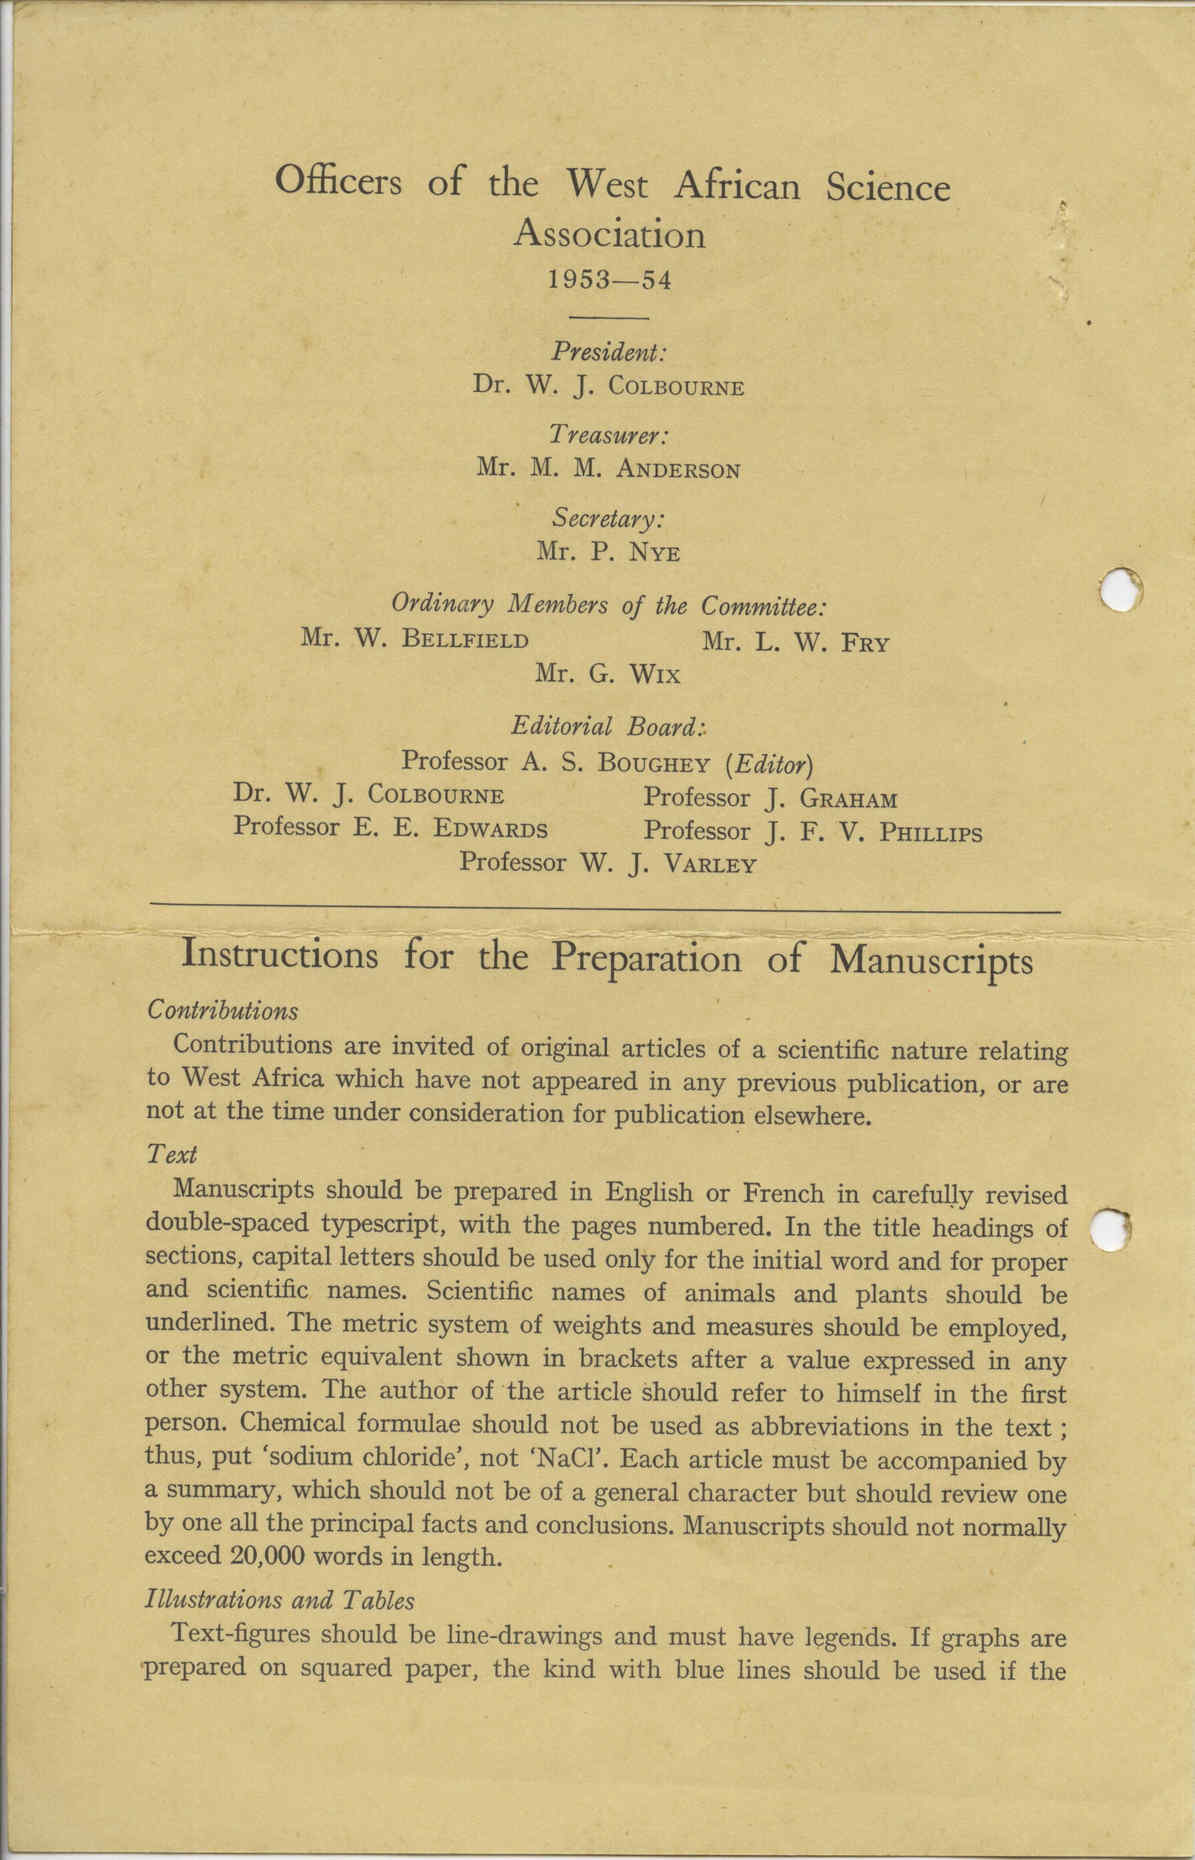 Officers of the West African Science
Association
1953—54
President:
Dr. W. J. Colbourne
Treasurer:
Mr. M. M. Anderson
Secretary:
Mr. P. Nye
Ordinary Members of the Committee:
Mr. W. Bellfield Mr. L. W. Fry
Mr. G. Wix
Editorial Board:
Professor A. S. Boughey (Editor)
Dr. W. J. Colbourne Professor J. Graham
Professor E. E. Edwards Professor J. F. V. Phillips
Professor W. J. Varley
Instructions for the Preparation of Manuscripts
Contributions
Contributions are invited of original articles of a scientific nature relating
to West Africa which have not appeared in any previous publication, or are
not at the time under consideration for publication elsewhere.
Text
Manuscripts should be prepared in English or French in carefully revised
double-spaced typescript, with the pages numbered. In the title headings of
sections, capital letters should be used only for the initial word and for proper
and scientific names. Scientific names of animals and plants should be
underlined. The metric system of weights and measures should be employed,
or the metric equivalent shown in brackets after a value expressed in any
other system. The author of the article should refer to himself in the first
person. Chemical formulae should not be used as abbreviations in the text ;
thus, put ‘sodium chloride’, not ‘NaCl’. Each article must be accompanied by
a summary, which should not be of a general character but should review one
by one all the principal facts and conclusions. Manuscripts should not normally
exceed 20,000 words in length.
Illustrations and Tables
Text-figures should be line-drawings and must have legends. If graphs are
prepared on squared paper, the kind with blue lines should be used if the